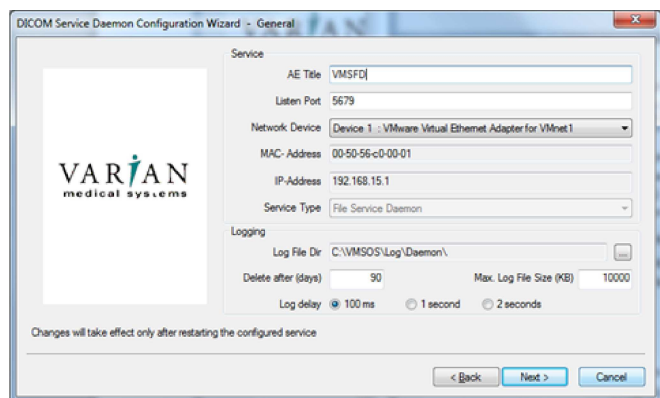 DICOM Service Daemon Configuration Wizard - General
Service
AE Title VMSFD
Listen Port 5679
Network Device Device 1 : VMware Virtual Ethernet Adapter for VMnet1
MAC- Address 00-50-56-c0-00-01
IP-Address 192.168.15.1
Service Type File Service Daemon
VARIAN
medical systems
Logging
Log File Dir C:\VMSOS\Log\Daemon\
...
Delete after (days) 90 Max. Log File Size (KB) 10000
Log delay 100 ms 1 second 2 seconds
Changes will take effect only after restarting the configured service
< Back Next > Cancel